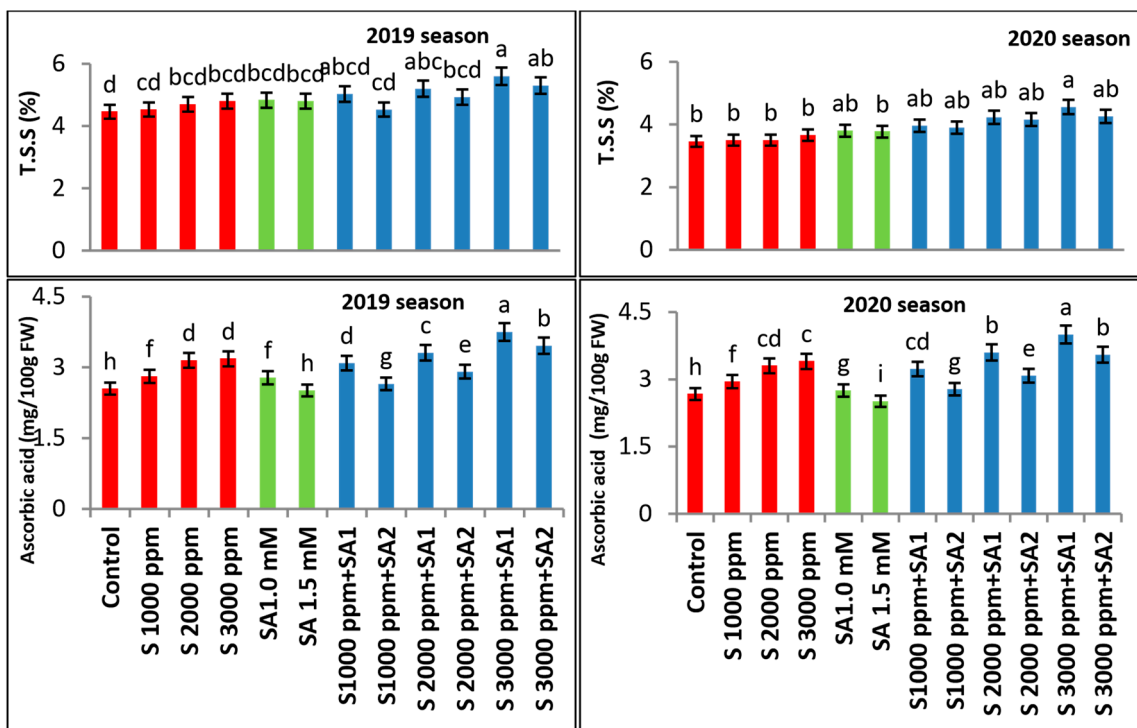 2019 season
T.S.S (%)
6
4
2
0
d cd bcd bcd bcd bcd abcd cd abc bcd a ab
2020 season
T.S.S (%)
6
4
2
0
b b b b ab b ab ab ab ab a ab
2019 season
Ascorbic acid (mg/100g FW)
4.5
3
1.5
0
h f d d f h d g c e a b
Control
S 1000 ppm
S 2000 ppm
S 3000 ppm
SA1.0 mM
SA 1.5 mM
S1000 ppm+SA1
S1000 ppm+SA2
S 2000 ppm+SA1
S 2000 ppm+SA2
S 3000 ppm+SA1
S 3000 ppm+SA2
2020 season
Ascorbic acid (mg/100g FW)
4.5
3
1.5
0
h f cd c g i cd g b e a b
Control
S 1000 ppm
S 2000 ppm
S 3000 ppm
SA1.0 mM
SA 1.5 mM
S1000 ppm+SA1
S1000 ppm+SA2
S 2000 ppm+SA1
S 2000 ppm+SA2
S 3000 ppm+SA1
S 3000 ppm+SA2